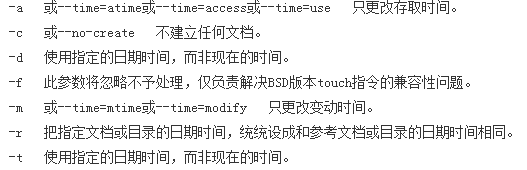 -a 或--time=atime或--time=access或--time=use 只更改存取时间。
-c 或--no-create 不建立任何文档。
-d 使用指定的日期时间，而非现在的时间。
-f 此参数将忽略不予处理，仅负责解决BSD版本touch指令的兼容性问题。
-m 或--time=mtime或--time=modify 只更改变动时间。
-r 把指定文档或目录的日期时间，统统设成和参考文档或目录的日期时间相同。
-t 使用指定的日期时间，而非现在的时间。